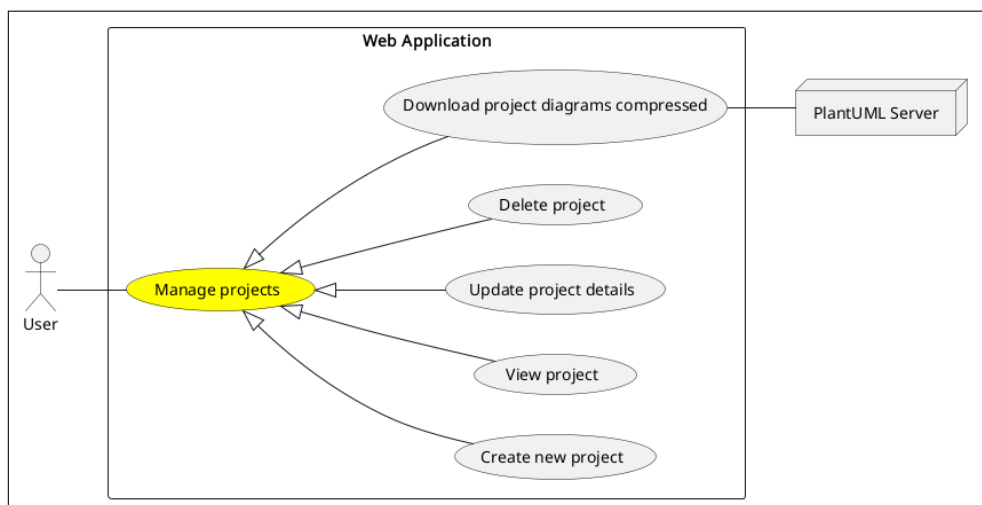 Web Application
Download project diagrams compressed
PlantUML Server
Delete project
Manage projects
Update project details
User
View project
Create new project